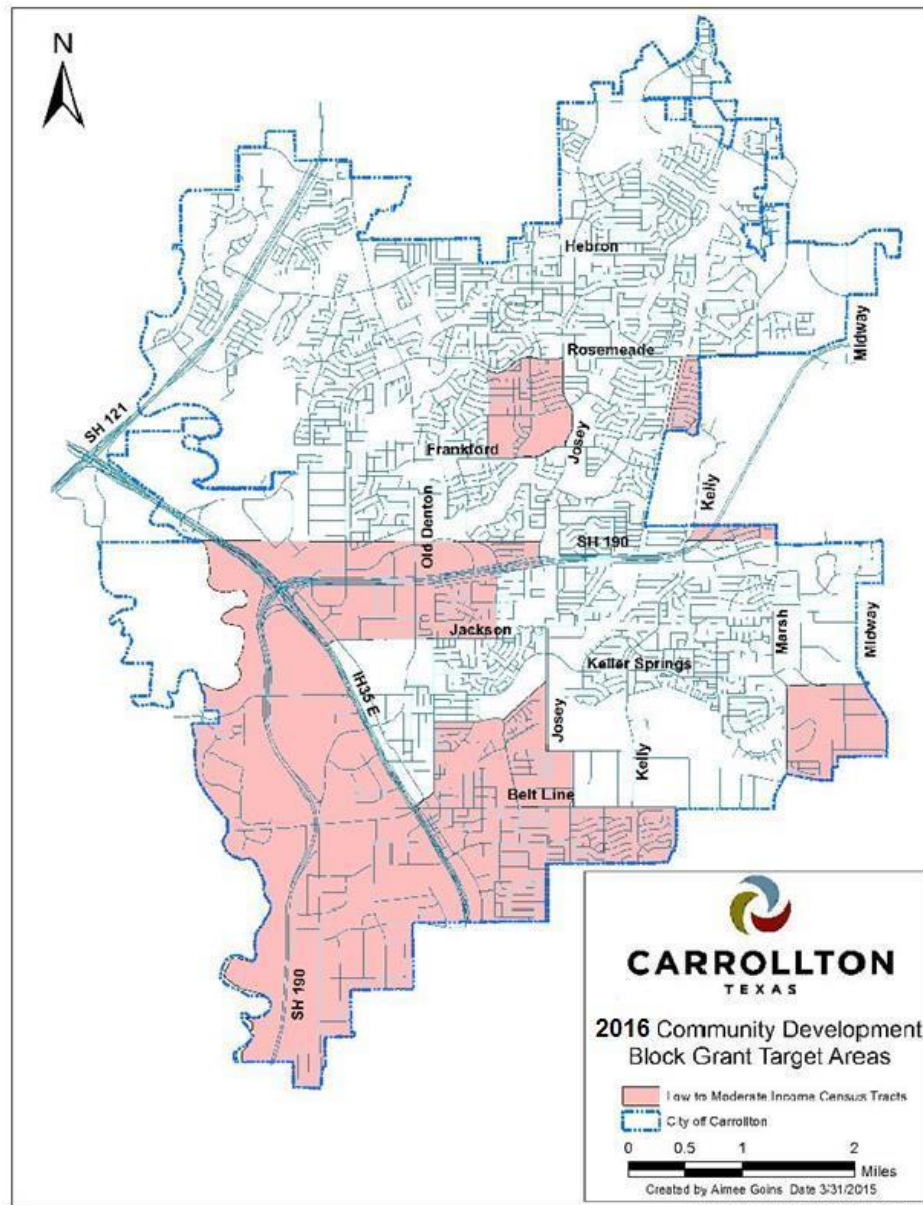 N
Hebron
Rosemeade
Midway
SH 121
Frankford
Josey
Kelly
Old Denton
SH 190
Jackson
Keller Springs
Marsh
MIdway
IH35 E
Josey
Kelly
Belt Line
SH 190
CARROLLTON
TEXAS
2016 Community Development
Block Grant Target Areas
Low to Moderate Income Census Tracts
City of Carrollton
0 0.5 1 2
Miles
Created by Aimee Goins Date 3/31/2015